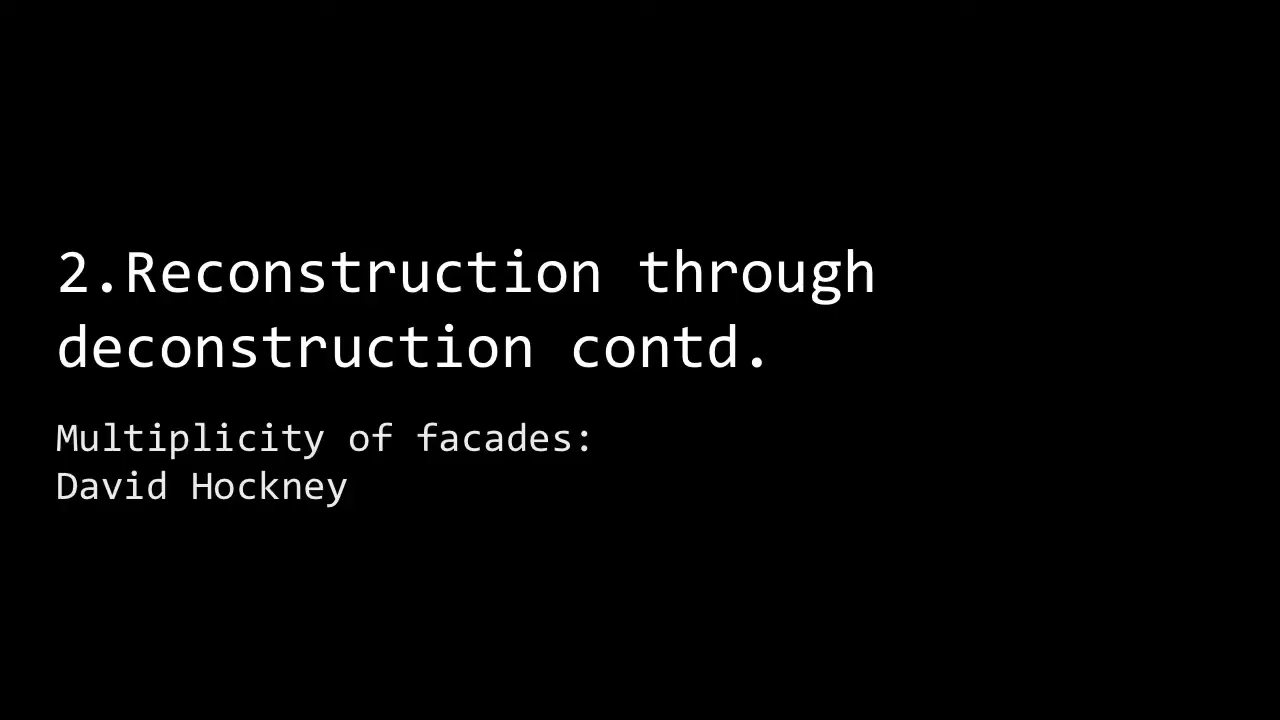 2.Reconstruction through
deconstruction contd.
Multiplicity of facades:
David Hockney